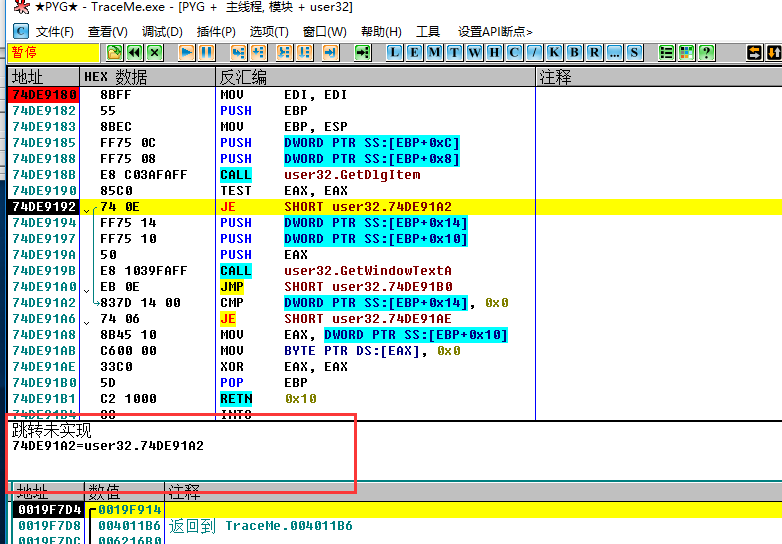 ★PYG★ - TraceMe.exe - [PYG + 主线程, 模块 + user32]
文件(F) 查看(V) 调试(D) 插件(P) 选项(T) 窗口(W) 帮助(H) 工具 设置API断点>
暂停 L E M T W H C / K B R ... S ?
地址 HEX 数据 反汇编 注释
74DE9180 8BFF MOV EDI, EDI
74DE9182 55 PUSH EBP
74DE9183 8BEC MOV EBP, ESP
74DE9185 FF75 0C PUSH DWORD PTR SS:[EBP+0xC]
74DE9188 FF75 08 PUSH DWORD PTR SS:[EBP+0x8]
74DE918B E8 C03AFAFF CALL user32.GetDlgItem
74DE9190 85C0 TEST EAX, EAX
74DE9192 74 0E JE SHORT user32.74DE91A2
74DE9194 FF75 14 PUSH DWORD PTR SS:[EBP+0x14]
74DE9197 FF75 10 PUSH DWORD PTR SS:[EBP+0x10]
74DE919A 50 PUSH EAX
74DE919B E8 1039FAFF CALL user32.GetWindowTextA
74DE91A0 EB 0E JMP SHORT user32.74DE91B0
74DE91A2 837D 14 00 CMP DWORD PTR SS:[EBP+0x14], 0x0
74DE91A6 74 06 JE SHORT user32.74DE91AE
74DE91A8 8B45 10 MOV EAX, DWORD PTR SS:[EBP+0x10]
74DE91AB C600 00 MOV BYTE PTR DS:[EAX], 0x0
74DE91AE 33C0 XOR EAX, EAX
74DE91B0 5D POP EBP
74DE91B1 C2 1000 RETN 0x10
74DE91B4 INT3
跳转未实现
74DE91A2=user32.74DE91A2
地址 数值 注释
0019F7D4 0019F914
0019F7D8 004011B6 返回到 TraceMe.004011B6
0019F7DC 006216B0